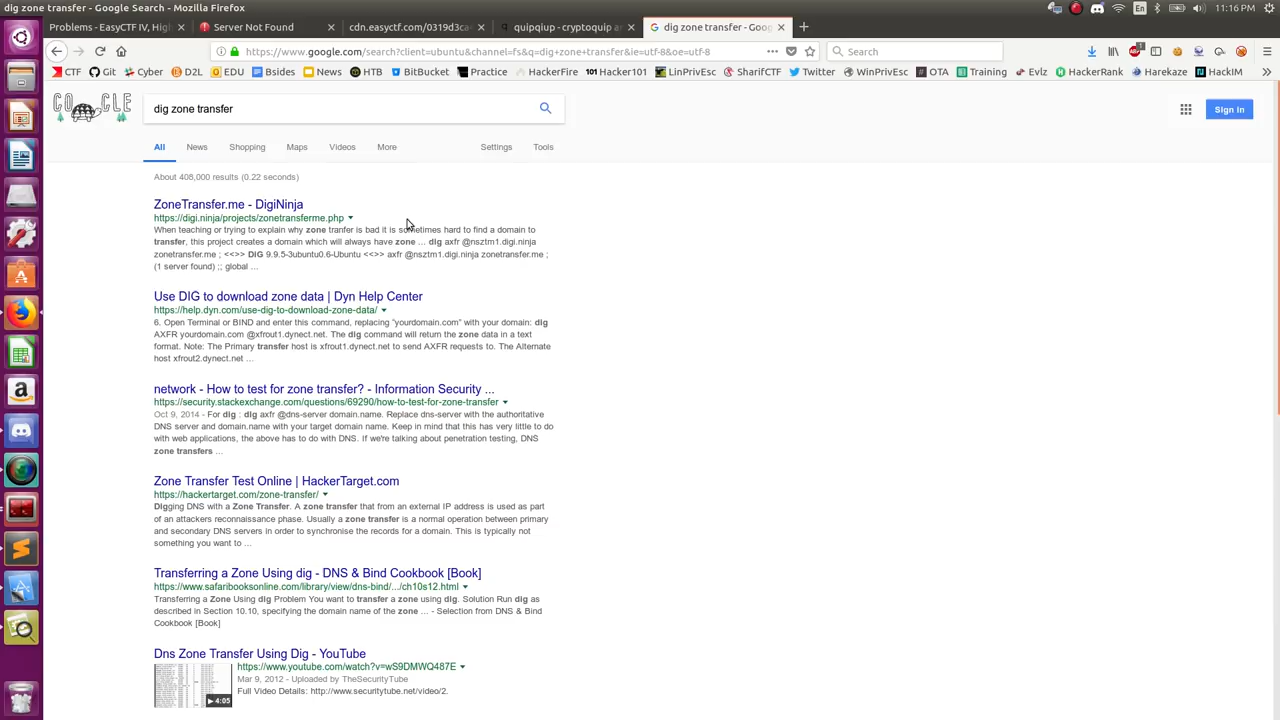 dig zone transfer - Google Search - Mozilla Firefox
11:16 PM
Problems - EasyCTF IV, High
Server Not Found
cdn.easyctf.com/0319d3ca
quipqiup - cryptoquip a
dig zone transfer - Goog
https://www.google.com/search?client=ubuntu&channel=fs&q=dig+zone+transfer&ie=utf-8&oe=utf-8
Search
CTF Git Cyber D2L EDU Bsides News HTB BitBucket Practice HackerFire 101 Hacker101 LinPrivEsc SharifCTF Twitter WinPrivEsc OTA Training Evlz HackerRank Harekaze HackIM
dig zone transfer
Sign in
All News Shopping Maps Videos More Settings Tools
About 408,000 results (0.22 seconds)
ZoneTransfer.me - DigiNinja
https://digi.ninja/projects/zonetransferme.php
When teaching or trying to explain why zone tranfer is bad it is sometimes hard to find a domain to
transfer, this project creates a domain which will always have zone ... dig axfr @nsztm1.digi.ninja
zonetransfer.me ; <<>> DIG 9.9.5-3ubuntu0.6-Ubuntu <<>> axfr @nsztm1.digi.ninja zonetransfer.me ;
(1 server found) ;; global ...
Use DIG to download zone data | Dyn Help Center
https://help.dyn.com/use-dig-to-download-zone-data/
6. Open Terminal or BIND and enter this command, replacing "yourdomain.com" with your domain: dig
AXFR yourdomain.com @xfrout1.dynect.net. The dig command will return the zone data in a text
format. Note: The Primary transfer host is xfrout1.dynect.net to send AXFR requests to. The Alternate
host xfrout2.dynect.net ...
network - How to test for zone transfer? - Information Security ...
https://security.stackexchange.com/questions/69290/how-to-test-for-zone-transfer
Oct 9, 2014 - For dig : dig axfr @dns-server domain.name. Replace dns-server with the authoritative
DNS server and domain.name with your target domain name. Keep in mind that this has very little to do
with web applications, the above has to do with DNS. If we're talking about penetration testing, DNS
zone transfers ...
Zone Transfer Test Online | HackerTarget.com
https://hackertarget.com/zone-transfer/
Digging DNS with a Zone Transfer. A zone transfer that from an external IP address is used as part
of an attackers reconnaissance phase. Usually a zone transfer is a normal operation between primary
and secondary DNS servers in order to synchronise the records for a domain. This is typically not
something you want to ...
Transferring a Zone Using dig - DNS & Bind Cookbook [Book]
https://www.safaribooksonline.com/library/view/dns-bind/.../ch10s12.html
Transferring a Zone Using dig Problem You want to transfer a zone using dig. Solution Run dig as
described in Section 10.10, specifying the domain name of the zone ... - Selection from DNS & Bind
Cookbook [Book]
Dns Zone Transfer Using Dig - YouTube
https://www.youtube.com/watch?v=wS9DMWQ487E
Mar 9, 2012 - Uploaded by TheSecurityTube
Full Video Details: http://www.securitytube.net/video/2.
4:05